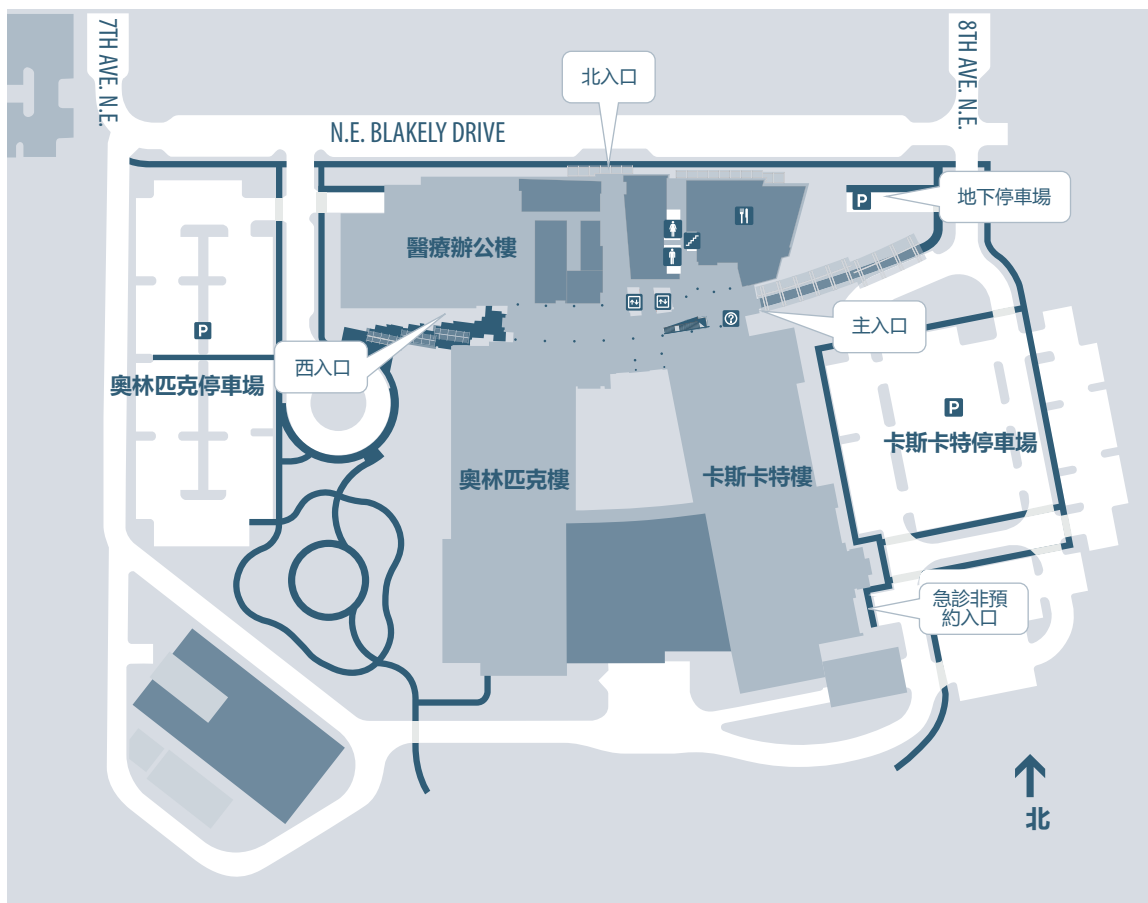 7TH AVE. N.E.
8TH AVE. N.E.
北入口
N.E. BLAKELY DRIVE
P
地下停車場
醫療辦公樓
?
主入口
P
西入口
奧林匹克停車場
P
卡斯卡特停車場
奧林匹克樓
卡斯卡特樓
急診非預
約入口
北